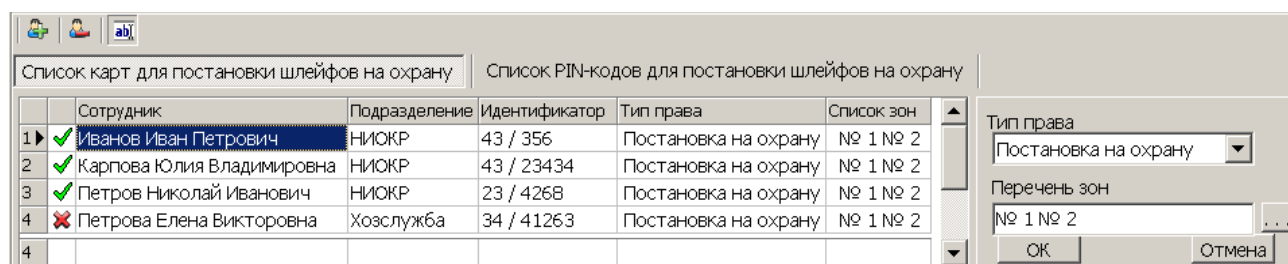 ab
Список карт для постановки шлейфов на охрану Список PIN-кодов для постановки шлейфов на охрану
Сотрудник Подразделение Идентификатор Тип права Список зон
1 Иванов Иван Петрович НИОКР 43 / 356 Постановка на охрану № 1 № 2
2 Карпова Юлия Владимировна НИОКР 43 / 23434 Постановка на охрану № 1 № 2
3 Петров Николай Иванович НИОКР 23 / 4268 Постановка на охрану № 1 № 2
4 Петрова Елена Викторовна Хозслужба 34 / 41263 Постановка на охрану № 1 № 2
4
Тип права
Постановка на охрану
Перечень зон
№ 1 № 2 ...
ОК Отмена